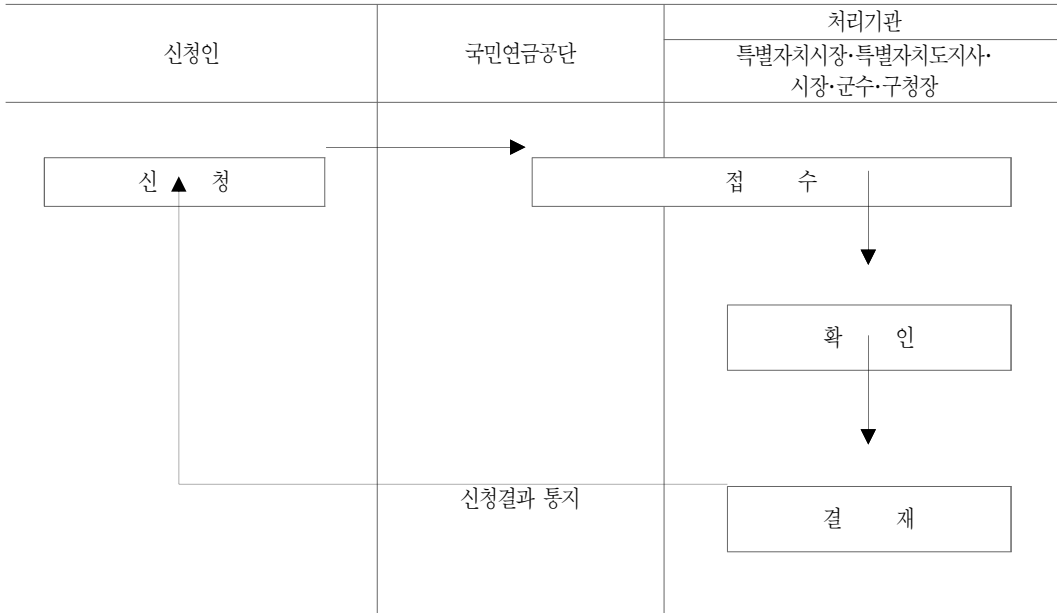 신청인
국민연금공단
처리기관
특별자치시장·특별자치도지사·
시장·군수·구청장
신 청
접 수
확 인
신청결과 통지
결 재